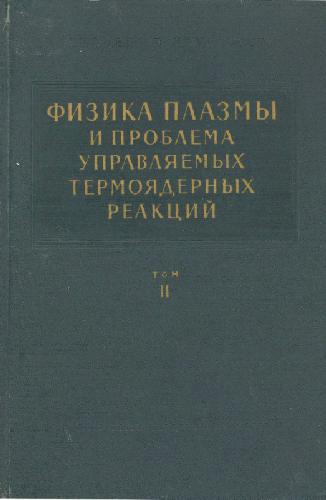 ФИЗИКА ПЛАЗМЫ
И ПРОБЛЕМА
УПРАВЛЯЕМЫХ
ТЕРМОЯДЕРНЫХ
РЕАКЦИЙ
ТОМ
II